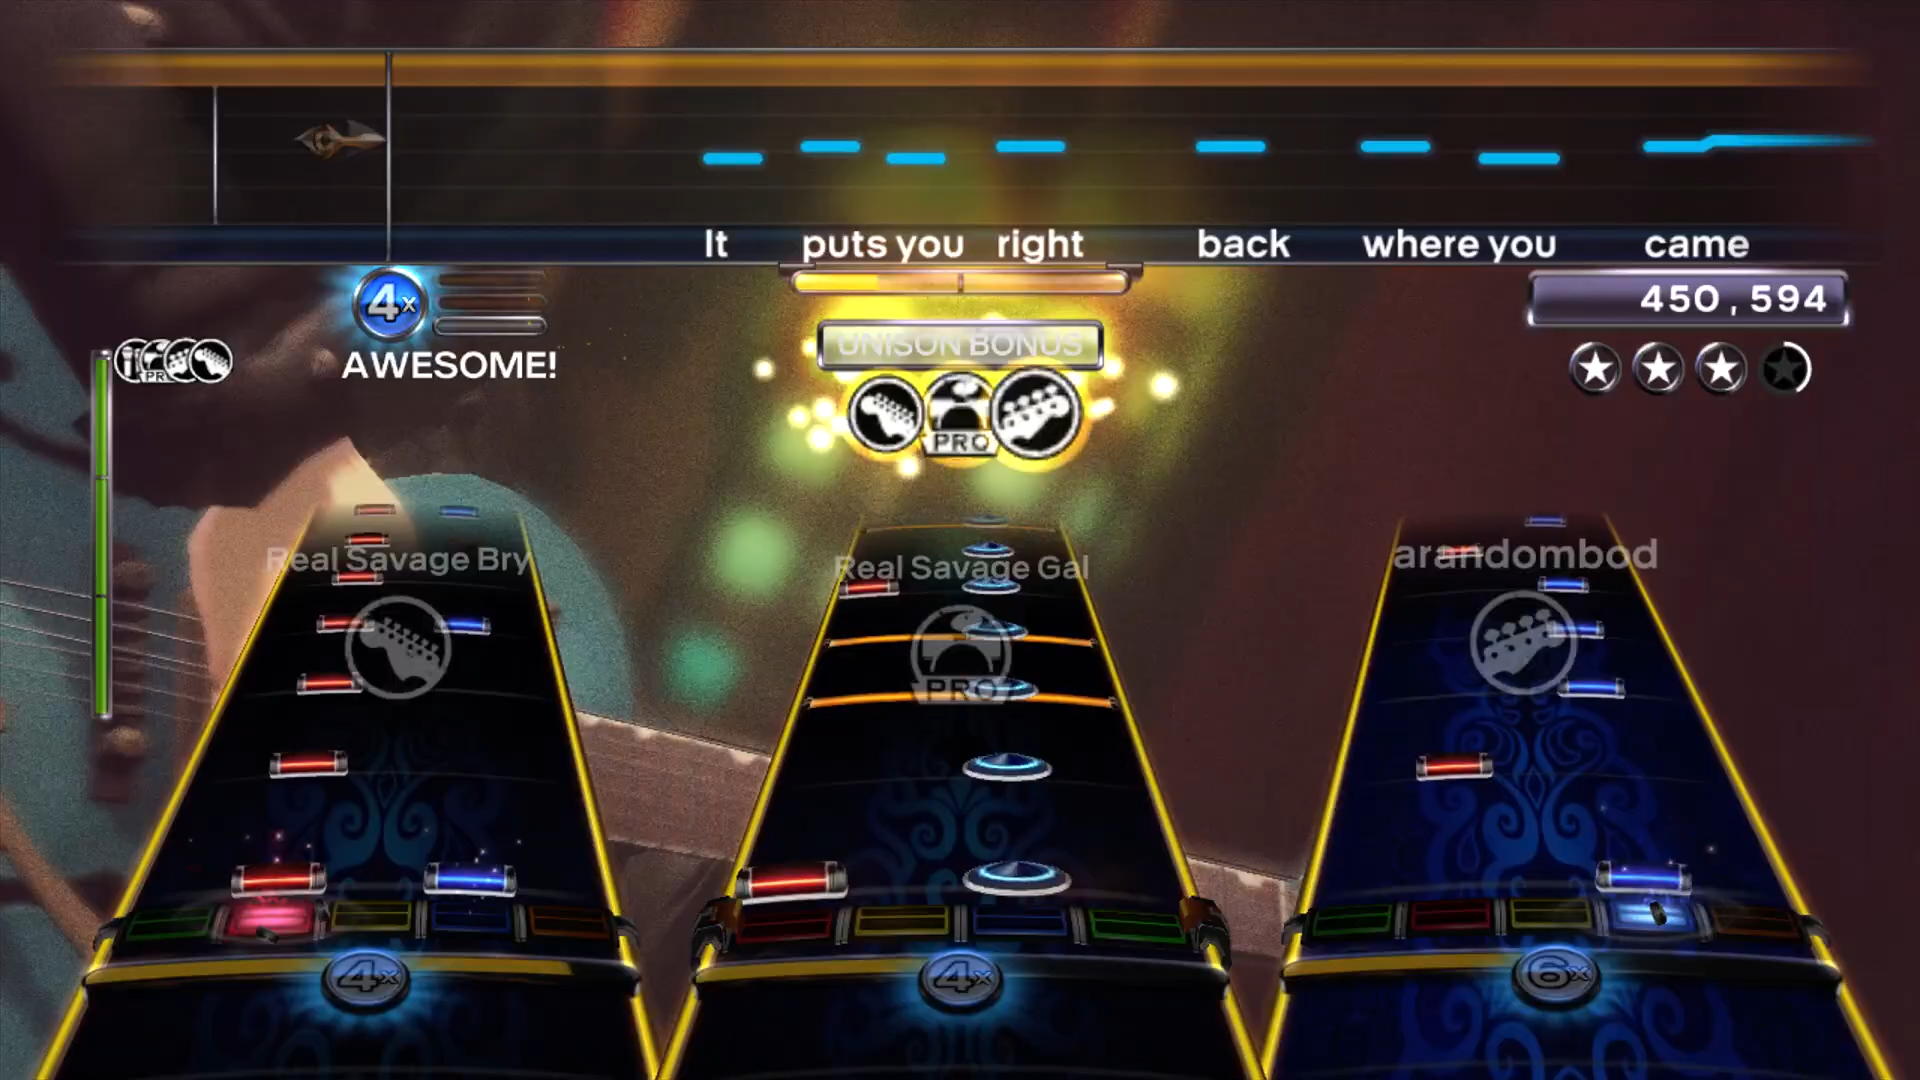 It puts you right back where you came
4x
450,594
UNISON BONUS
AWESOME!
PRO
PRO
Real Savage Bry
Real Savage Gal
arandombod
PRO
4x
4x
6x